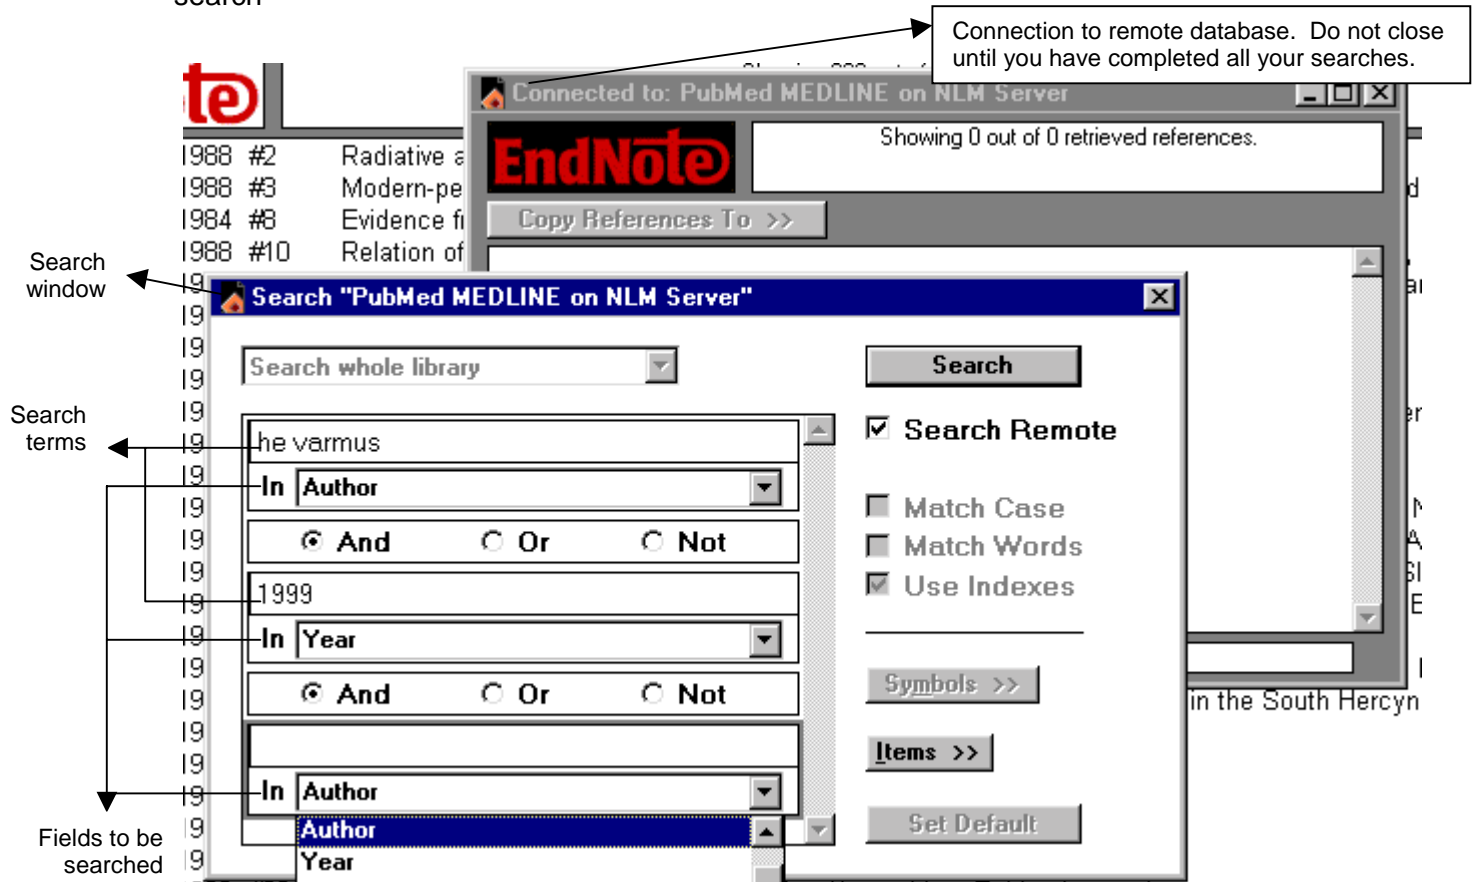 search
Connection to remote database. Do not close
until you have completed all your searches.
Connected to: PubMed MEDLINE on NLM Server
EndNote
Showing 0 out of 0 retrieved references.
1988 #2 Radiative a
1988 #3 Modern-pe
1984 #8 Evidence f
1988 #10 Relation of
Copy References To >>
Search
window
Search "PubMed MEDLINE on NLM Server"
Search whole library
Search
Search
terms
he varmus
Search Remote
In Author
And Or Not
Match Case
Match Words
Use Indexes
1999
In Year
And Or Not
Symbols >>
in the South Hercyn
Items >>
In Author
Set Default
Fields to be
searched
Author
Year